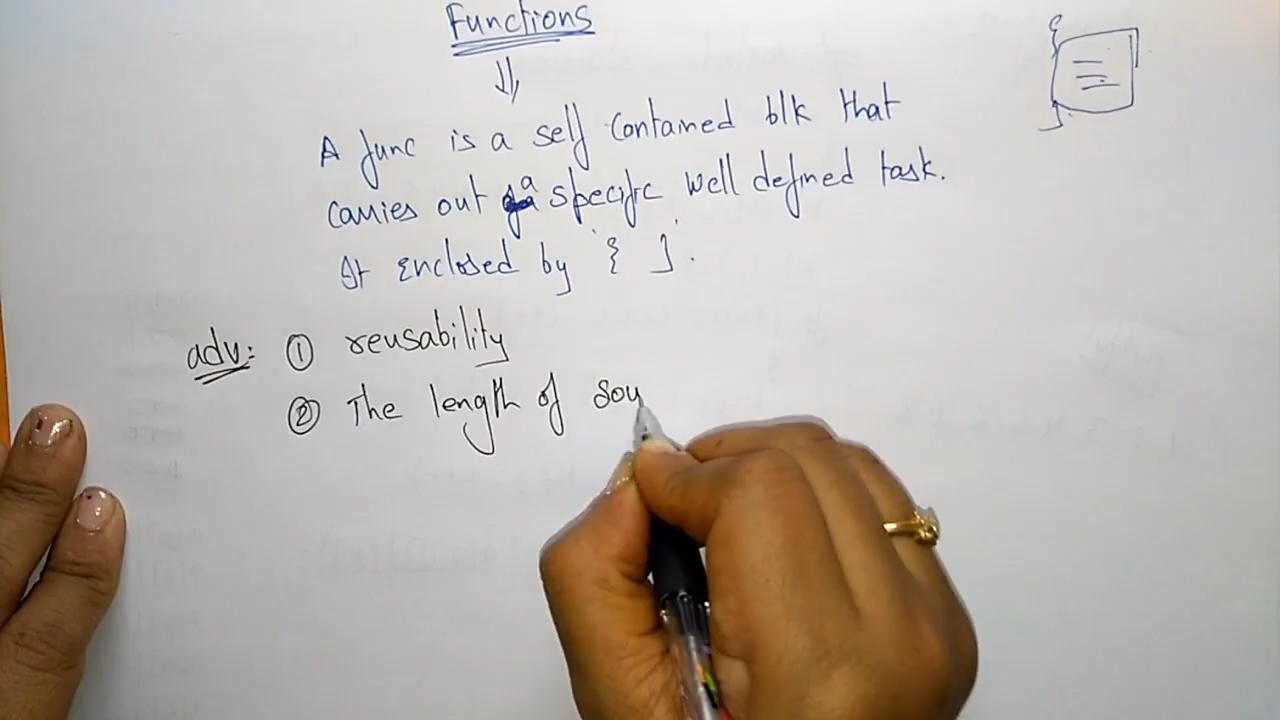 Functions
A func is a self contained blk that
carries out a specific well defined task.
It enclosed by '{ }'.
adv: ① reusability
② The length of sou